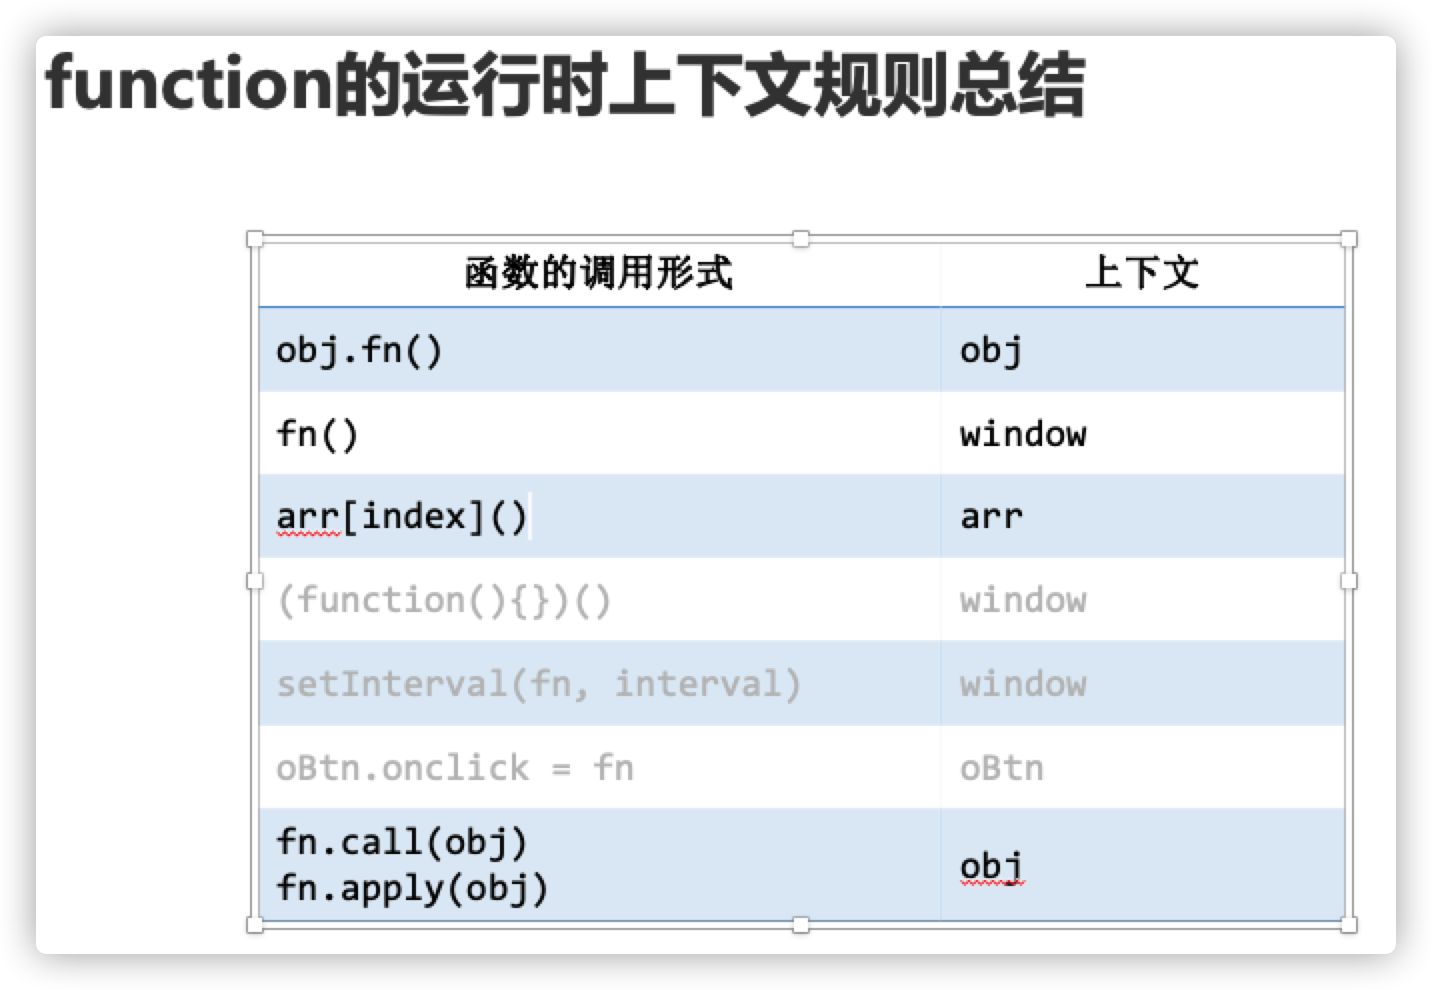 function的运行时上下文规则总结
函数的调用形式 上下文
obj.fn() obj
fn() window
arr[index]() arr
(function(){})() window
setInterval(fn, interval) window
oBtn.onclick = fn oBtn
fn.call(obj)
fn.apply(obj)
obj